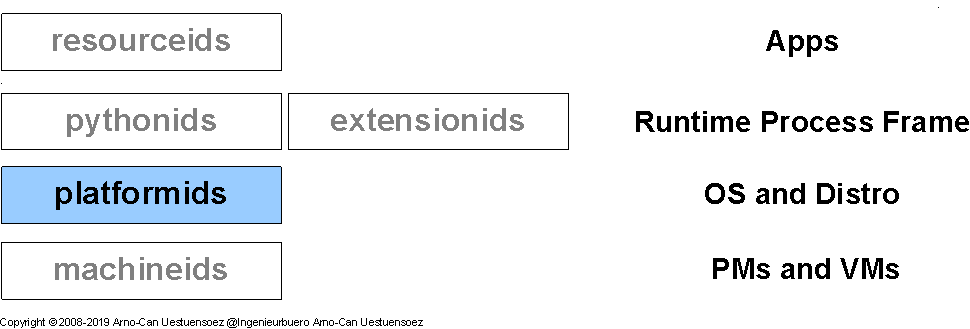 resourceids Apps
pythonids extensionids Runtime Process Frame
platformids OS and Distro
machineids PMs and VMs
Copyright ©2008-2019 Arno-Can Uestuensoez @Ingenieurbuero Arno-Can Uestuensoez